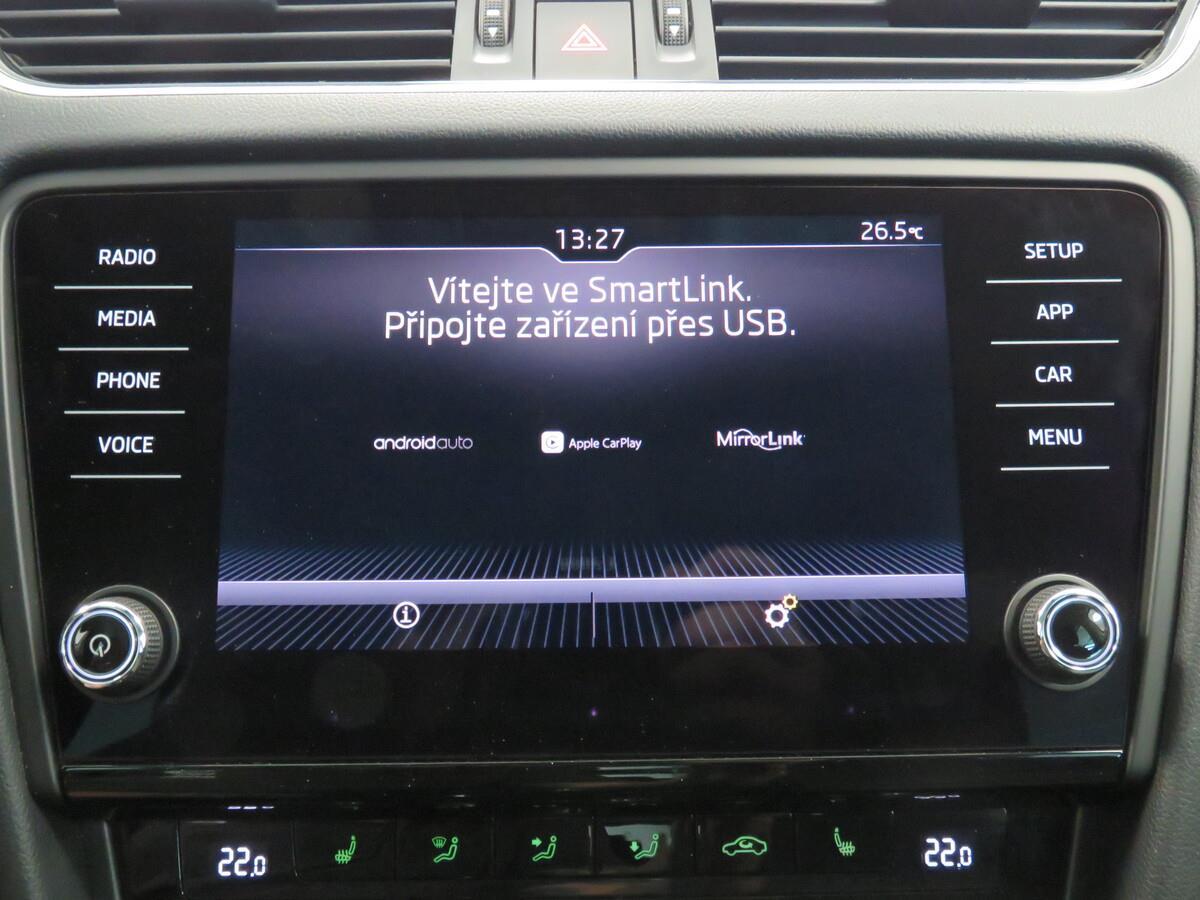 13:27
26.5°C
Vítejte ve SmartLink.
Připojte zařízení přes USB.
androidauto
Apple CarPlay
MirrorLink
RADIO
MEDIA
PHONE
VOICE
SETUP
APP
CAR
MENU
22.0
22.0